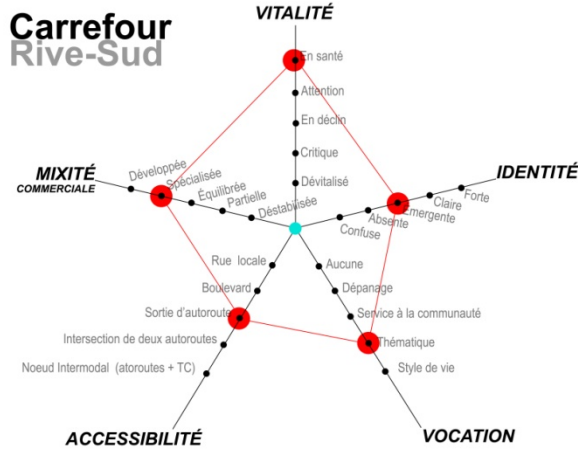 Carrefour
Rive-Sud
VITALITÉ
En santé
Attention
En déclin
Critique
Dévitalisé
MIXITÉ
COMMERCIALE
Développée
Spécialisée
Équilibrée
Partielle
Déstabilisée
IDENTITÉ
Forte
Claire
Emergente
Absente
Confuse
Rue locale
Boulevard
Sortie d'autoroute
Intersection de deux autoroutes
Noeud Intermodal (atoroutes + TC)
ACCESSIBILITÉ
Aucune
Dépanage
Service à la communauté
Thématique
Style de vie
VOCATION